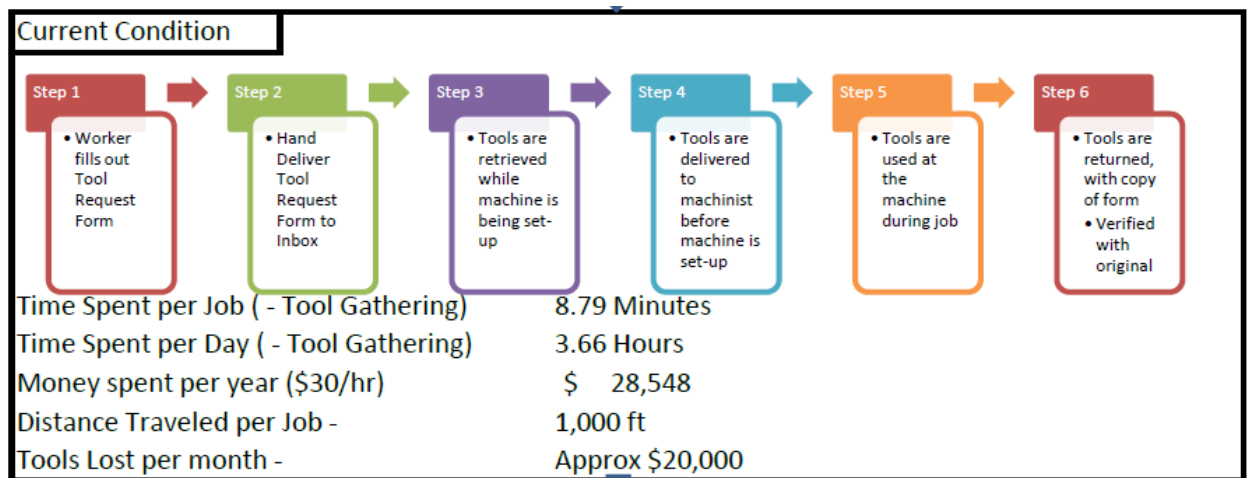 Current Condition
Step 1
• Worker
fills out
Tool
Request
Form
Step 2
• Hand
Deliver
Tool
Request
Form to
Inbox
Step 3
• Tools are
retrieved
while
machine is
being set-
up
Step 4
• Tools are
delivered
to
machinist
before
machine is
set-up
Step 5
• Tools are
used at
the
machine
during job
Step 6
• Tools are
returned,
with copy
of form
• Verified
with
original
Time Spent per Job ( - Tool Gathering) 8.79 Minutes
Time Spent per Day ( - Tool Gathering) 3.66 Hours
Money spent per year ($30/hr) $ 28,548
Distance Traveled per Job - 1,000 ft
Tools Lost per month - Approx $20,000